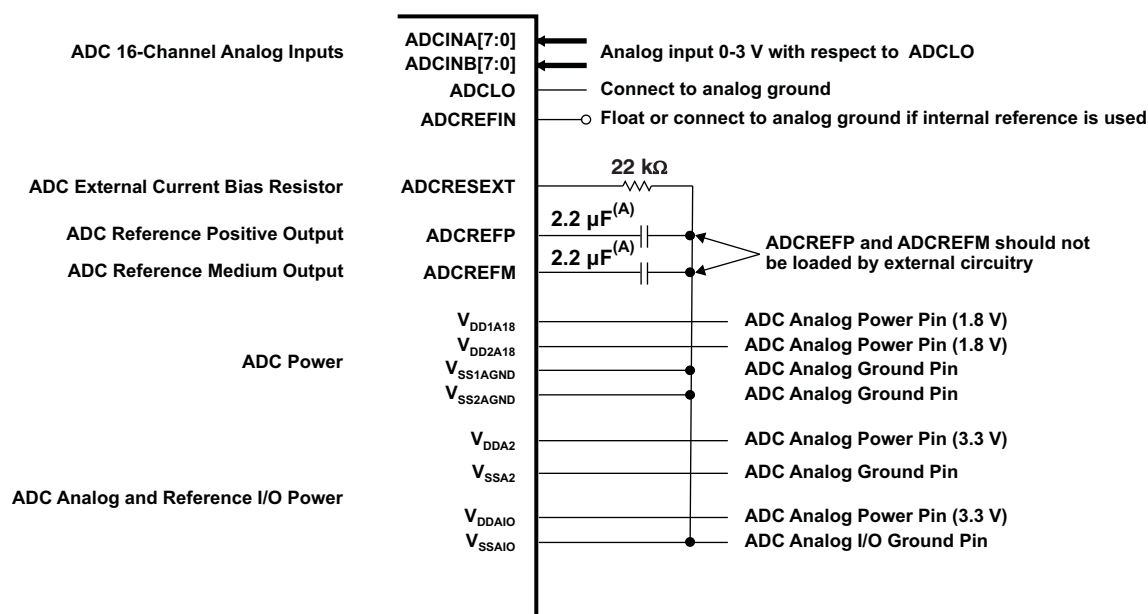 ADC 16-Channel Analog Inputs
ADCINA[7:0]
ADCINB[7:0]
Analog input 0-3 V with respect to ADCLO
ADCLO
Connect to analog ground
ADCREFIN
Float or connect to analog ground if internal reference is used
22 kΩ
ADC External Current Bias Resistor
ADCRESEXT
2.2 µF(A)
ADC Reference Positive Output
ADCREFP
ADCREFP and ADCREFM should not
be loaded by external circuitry
2.2 µF(A)
ADC Reference Medium Output
ADCREFM
VDD1A18
ADC Analog Power Pin (1.8 V)
VDD2A18
ADC Analog Power Pin (1.8 V)
ADC Power
VSS1AGND
ADC Analog Ground Pin
VSS2AGND
ADC Analog Ground Pin
VDDA2
ADC Analog Power Pin (3.3 V)
VSSA2
ADC Analog Ground Pin
ADC Analog and Reference I/O Power
VDDAIO
ADC Analog Power Pin (3.3 V)
VSSAIO
ADC Analog I/O Ground Pin